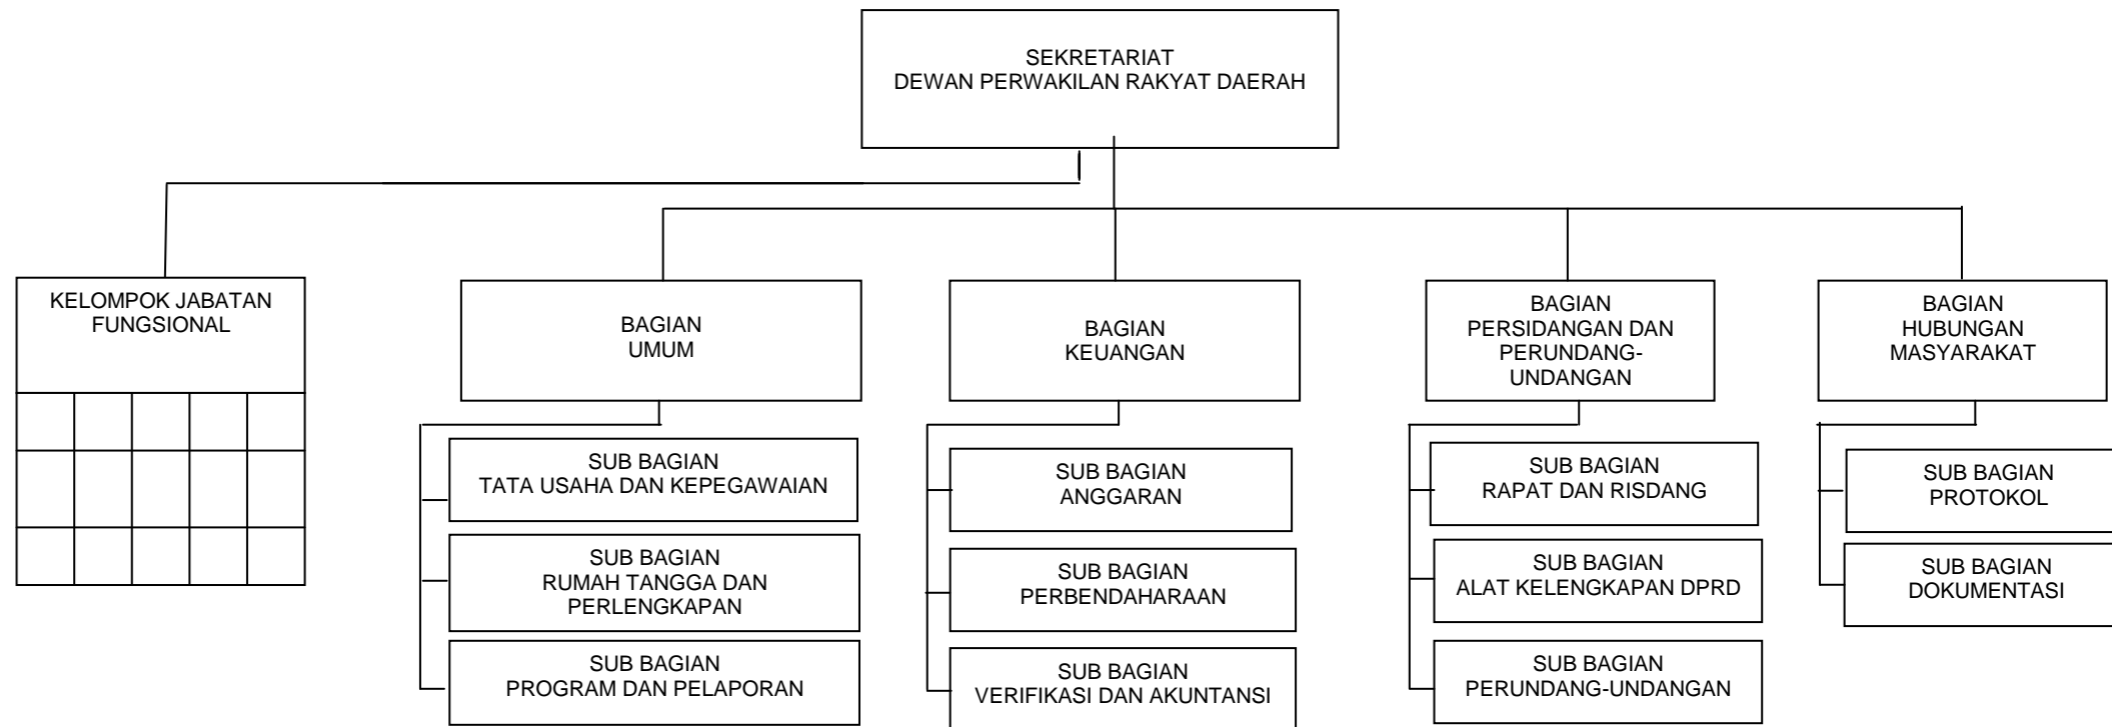 SEKRETARIAT
DEWAN PERWAKILAN RAKYAT DAERAH
KELOMPOK JABATAN
FUNGSIONAL
BAGIAN
UMUM
BAGIAN
KEUANGAN
BAGIAN
PERSIDANGAN DAN
PERUNDANG-
UNDANGAN
BAGIAN
HUBUNGAN
MASYARAKAT
SUB BAGIAN
TATA USAHA DAN KEPEGAWAIAN
SUB BAGIAN
RUMAH TANGGA DAN
PERLENGKAPAN
SUB BAGIAN
PROGRAM DAN PELAPORAN
SUB BAGIAN
ANGGARAN
SUB BAGIAN
PERBENDAHARAAN
SUB BAGIAN
VERIFIKASI DAN AKUNTANSI
SUB BAGIAN
RAPAT DAN RISDANG
SUB BAGIAN
ALAT KELENGKAPAN DPRD
SUB BAGIAN
PERUNDANG-UNDANGAN
SUB BAGIAN
PROTOKOL
SUB BAGIAN
DOKUMENTASI